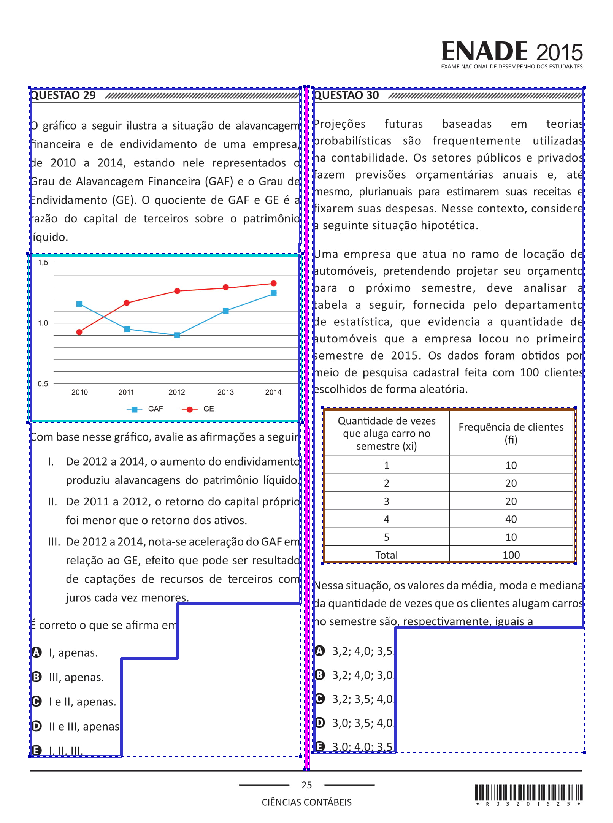 ENADE 2015
EXAME NACIONAL DE DESEMPENHO DOS ESTUDANTES
QUESTÃO 29
O gráfico a seguir ilustra a situação de alavancagem
financeira e de endividamento de uma empresa,
de 2010 a 2014, estando nele representados o
Grau de Alavancagem Financeira (GAF) e o Grau de
Endividamento (GE). O quociente de GAF e GE é a
razão do capital de terceiros sobre o patrimônio
líquido.
1.5
1.0
0.5
2010 2011 2012 2013 2014
GAF GE
Com base nesse gráfico, avalie as afirmações a seguir.
I. De 2012 a 2014, o aumento do endividamento
produziu alavancagens do patrimônio líquido.
II. De 2011 a 2012, o retorno do capital próprio
foi menor que o retorno dos ativos.
III. De 2012 a 2014, nota-se aceleração do GAF em
relação ao GE, efeito que pode ser resultado
de captações de recursos de terceiros com
juros cada vez menores.
É correto o que se afirma em
A I, apenas.
B III, apenas.
C I e II, apenas.
D II e III, apenas.
E I, II, III.
QUESTÃO 30
Projeções futuras baseadas em teorias
probabilísticas são frequentemente utilizadas
na contabilidade. Os setores públicos e privados
fazem previsões orçamentárias anuais e, até
mesmo, plurianuais para estimarem suas receitas e
fixarem suas despesas. Nesse contexto, considere
a seguinte situação hipotética.
Uma empresa que atua no ramo de locação de
automóveis, pretendendo projetar seu orçamento
para o próximo semestre, deve analisar a
tabela a seguir, fornecida pelo departamento
de estatística, que evidencia a quantidade de
automóveis que a empresa locou no primeiro
semestre de 2015. Os dados foram obtidos por
meio de pesquisa cadastral feita com 100 clientes
escolhidos de forma aleatória.
Quantidade de vezes
que aluga carro no
semestre (xi)
Frequência de clientes
(fi)
1 10
2 20
3 20
4 40
5 10
Total 100
Nessa situação, os valores da média, moda e mediana
da quantidade de vezes que os clientes alugam carros
no semestre são, respectivamente, iguais a
A 3,2; 4,0; 3,5.
B 3,2; 4,0; 3,0.
C 3,2; 3,5; 4,0.
D 3,0; 3,5; 4,0.
E 3,0; 4,0; 3,5.
25
CIÊNCIAS CONTÁBEIS
*R3320152​5*